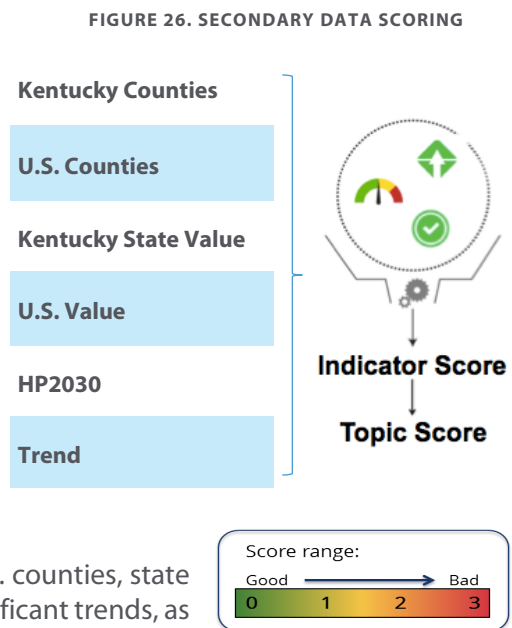 FIGURE 26. SECONDARY DATA SCORING
Kentucky Counties
U.S. Counties
Kentucky State Value
U.S. Value
HP2030
Trend
Indicator Score
Topic Score
. counties, state
ficant trends, as
Score range:
Good Bad
0 1 2 3